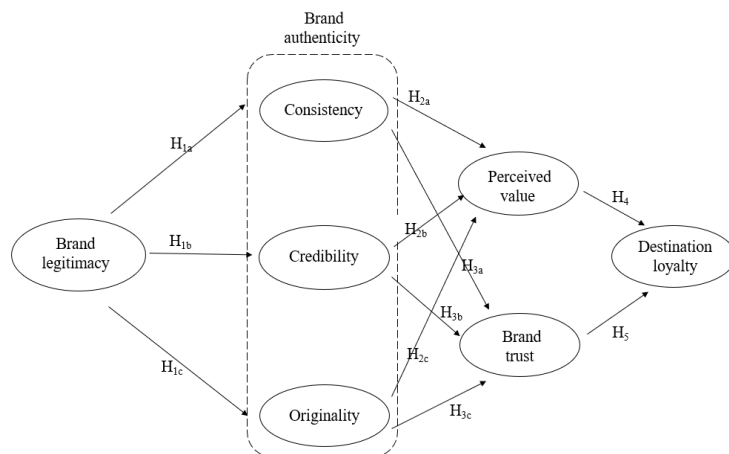 Brand
authenticity
Consistency
H2a
H1a
Perceived
value
H4
Brand
legitimacy
H1b
Credibility
H2b
Destination
loyalty
H3a
H3b
Brand
trust
H5
H1c
H2c
Originality
H3c